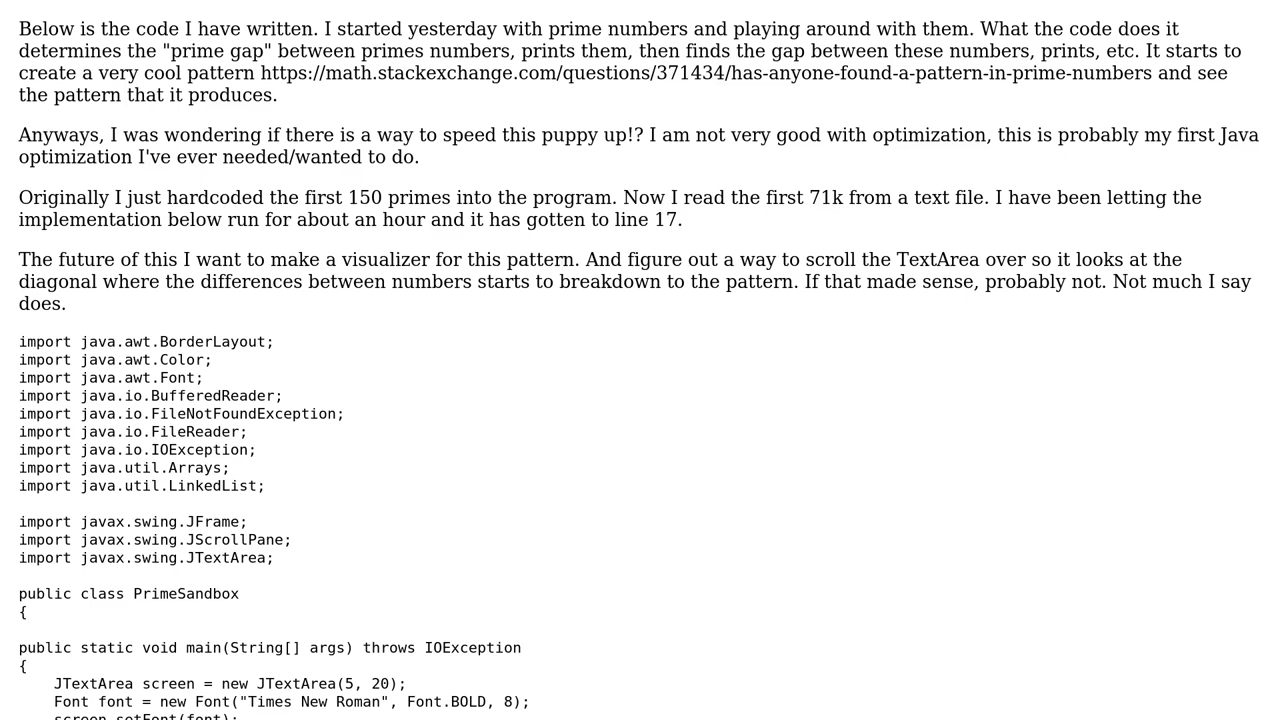 Below is the code I have written. I started yesterday with prime numbers and playing around with them. What the code does it
determines the "prime gap" between primes numbers, prints them, then finds the gap between these numbers, prints, etc. It starts to
create a very cool pattern https://math.stackexchange.com/questions/371434/has-anyone-found-a-pattern-in-prime-numbers and see
the pattern that it produces.
Anyways, I was wondering if there is a way to speed this puppy up!? I am not very good with optimization, this is probably my first Java
optimization I've ever needed/wanted to do.
Originally I just hardcoded the first 150 primes into the program. Now I read the first 71k from a text file. I have been letting the
implementation below run for about an hour and it has gotten to line 17.
The future of this I want to make a visualizer for this pattern. And figure out a way to scroll the TextArea over so it looks at the
diagonal where the differences between numbers starts to breakdown to the pattern. If that made sense, probably not. Not much I say
does.
import java.awt.BorderLayout;
import java.awt.Color;
import java.awt.Font;
import java.io.BufferedReader;
import java.io.FileNotFoundException;
import java.io.FileReader;
import java.io.IOException;
import java.util.Arrays;
import java.util.LinkedList;
import javax.swing.JFrame;
import javax.swing.JScrollPane;
import javax.swing.JTextArea;
public class PrimeSandbox
{
public static void main(String[] args) throws IOException
{
    JTextArea screen = new JTextArea(5, 20);
    Font font = new Font("Times New Roman", Font.BOLD, 8);
    screen.setFont(font);